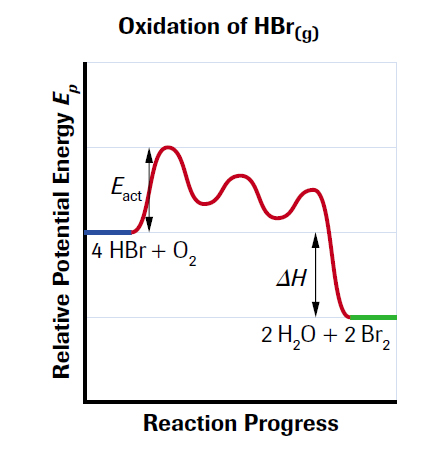 Oxidation of HBr(g)
Relative Potential Energy Eₚ
Eact
4 HBr + O₂
ΔH
2 H₂O + 2 Br₂
Reaction Progress